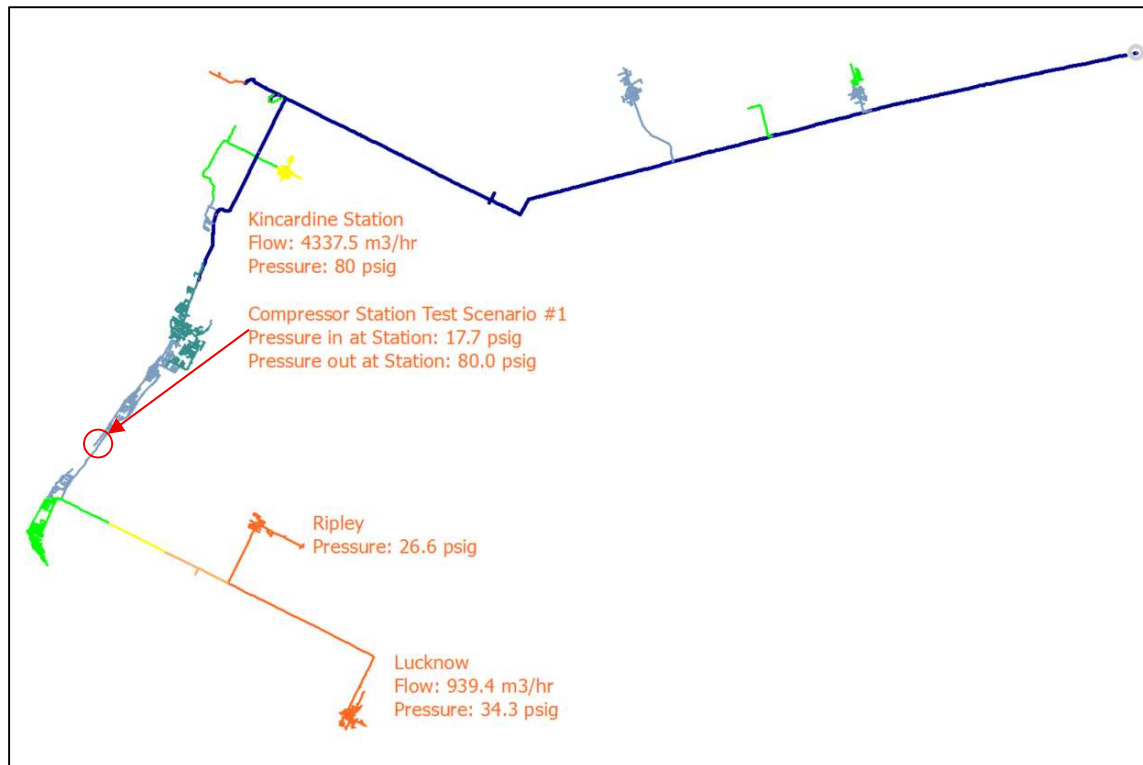 Kincardine Station
Flow: 4337.5 m3/hr
Pressure: 80 psig
Compressor Station Test Scenario #1
Pressure in at Station: 17.7 psig
Pressure out at Station: 80.0 psig
Ripley
Pressure: 26.6 psig
Lucknow
Flow: 939.4 m3/hr
Pressure: 34.3 psig